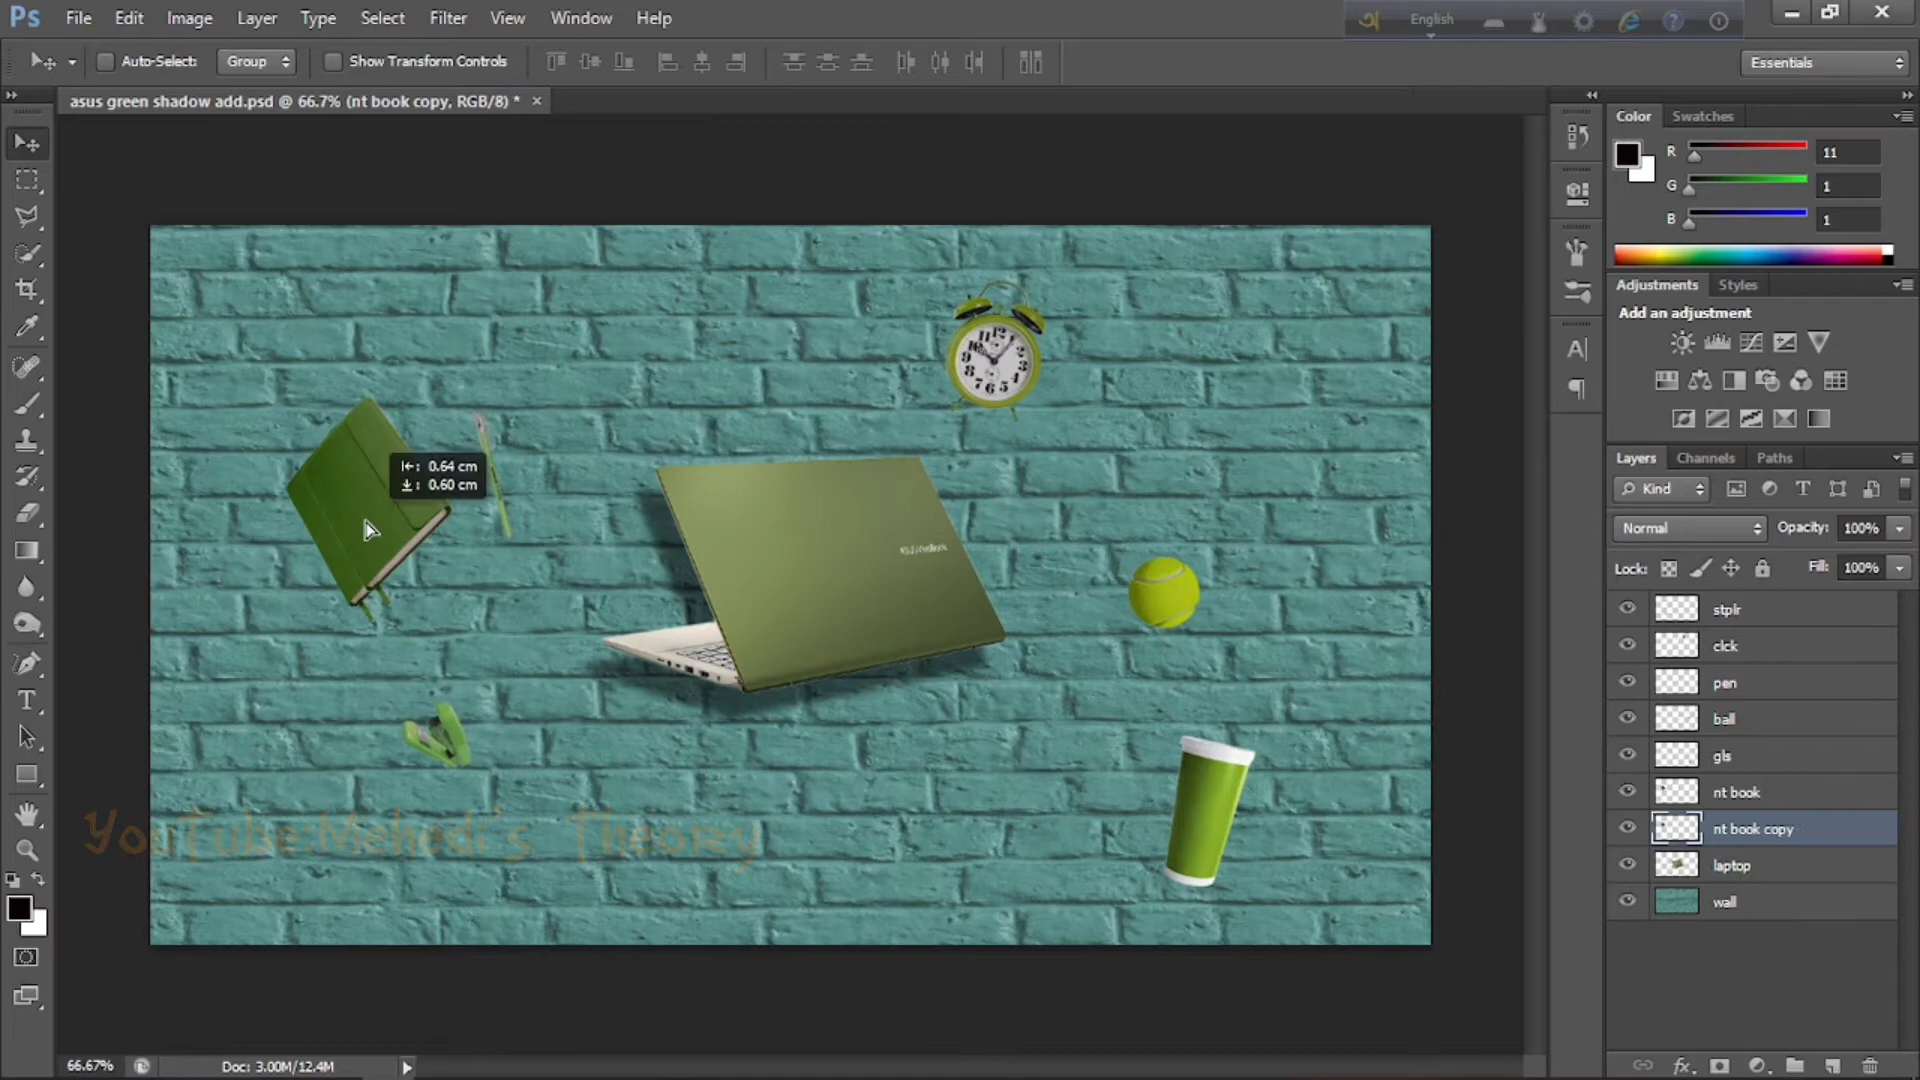 Ps File Edit Image Layer Type Select Filter View Window Help
English
Auto-Select: Group Show Transform Controls
Essentials
asus green shadow add.psd @ 66.7% (nt book copy, RGB/8) * ×
Color Swatches
R 11
G 1
B 1
Adjustments Styles
Add an adjustment
Layers Channels Paths
Kind
Normal Opacity: 100%
Lock: Fill: 100%
stplr
clck
pen
ball
gls
nt book
nt book copy
laptop
wall
0.64 cm
0.60 cm
ASUS VivoBook
YouTube:Mehedi's Theory
66.67% Doc: 3.00M/12.4M